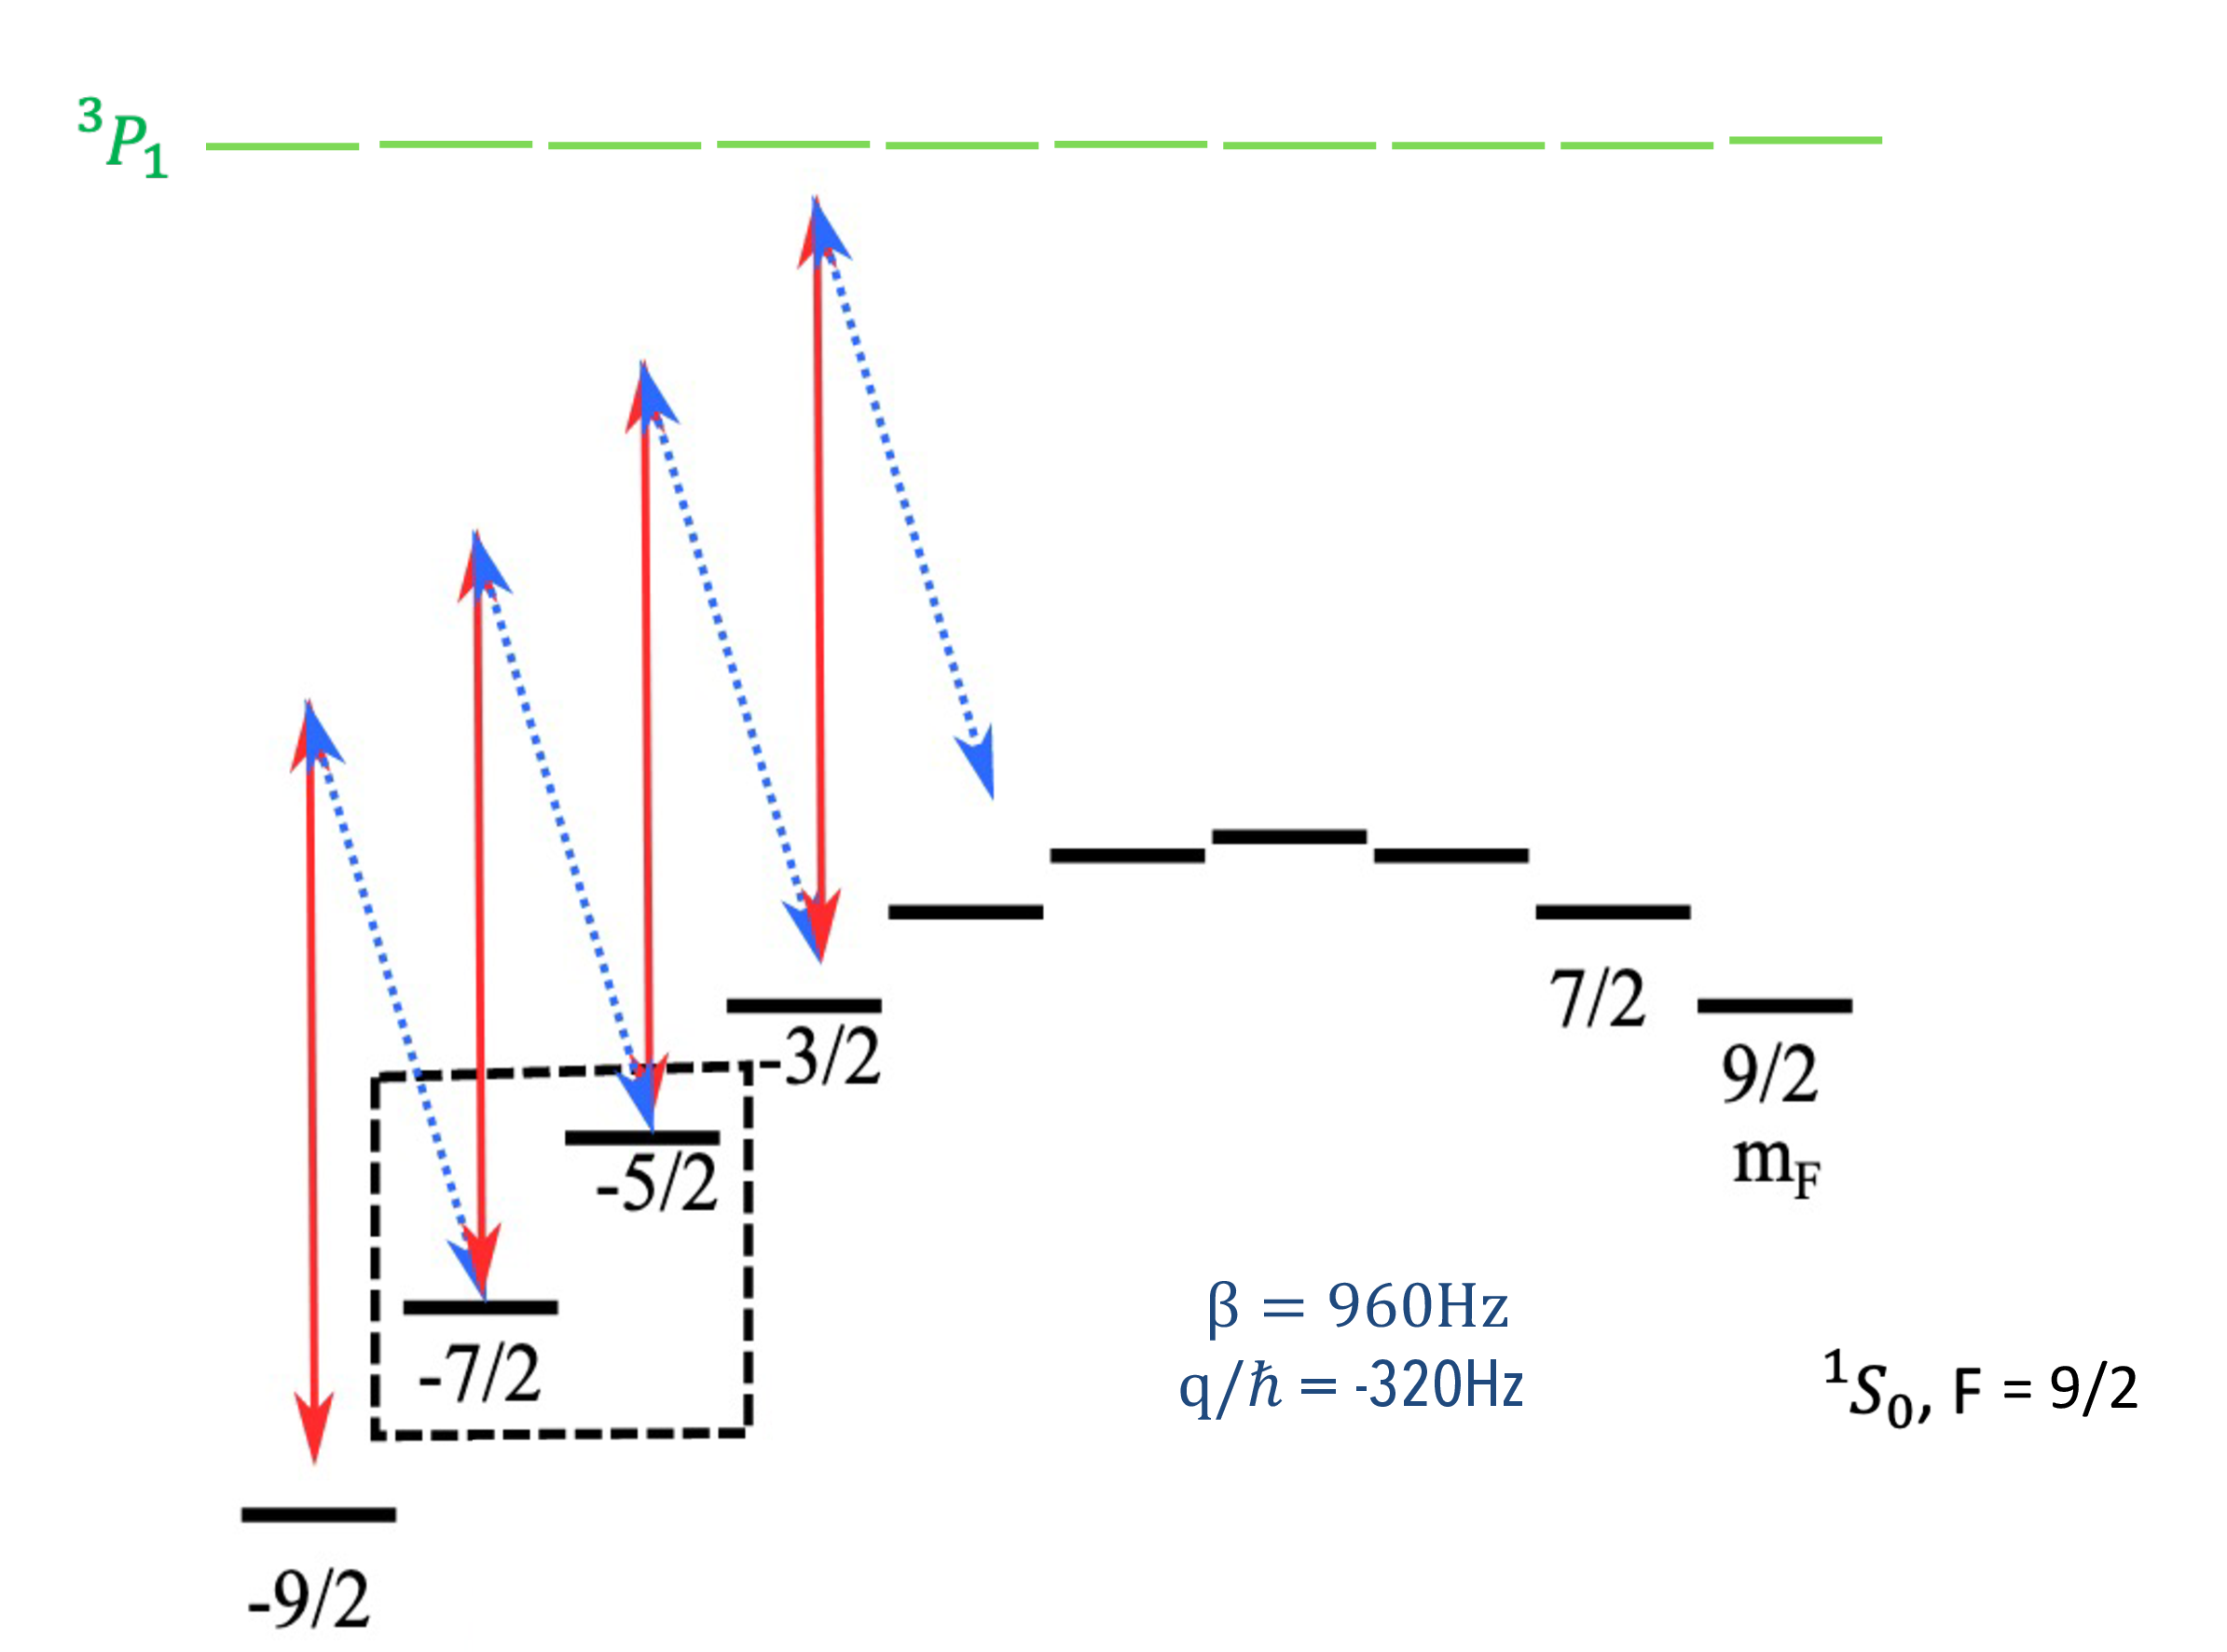 ³P₁
-3/2
7/2
9/2
m_F
-5/2
-7/2
β = 960Hz
q/ℏ = -320Hz
¹S₀, F = 9/2
-9/2